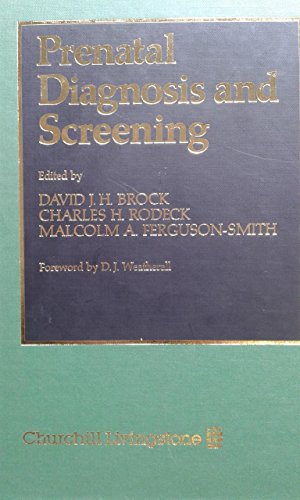 Prenatal
Diagnosis and
Screening
Edited by
DAVID J. H. BROCK
CHARLES H. RODECK
MALCOLM A. FERGUSON-SMITH
Foreword by D. J. Weatherall
Churchill Livingstone